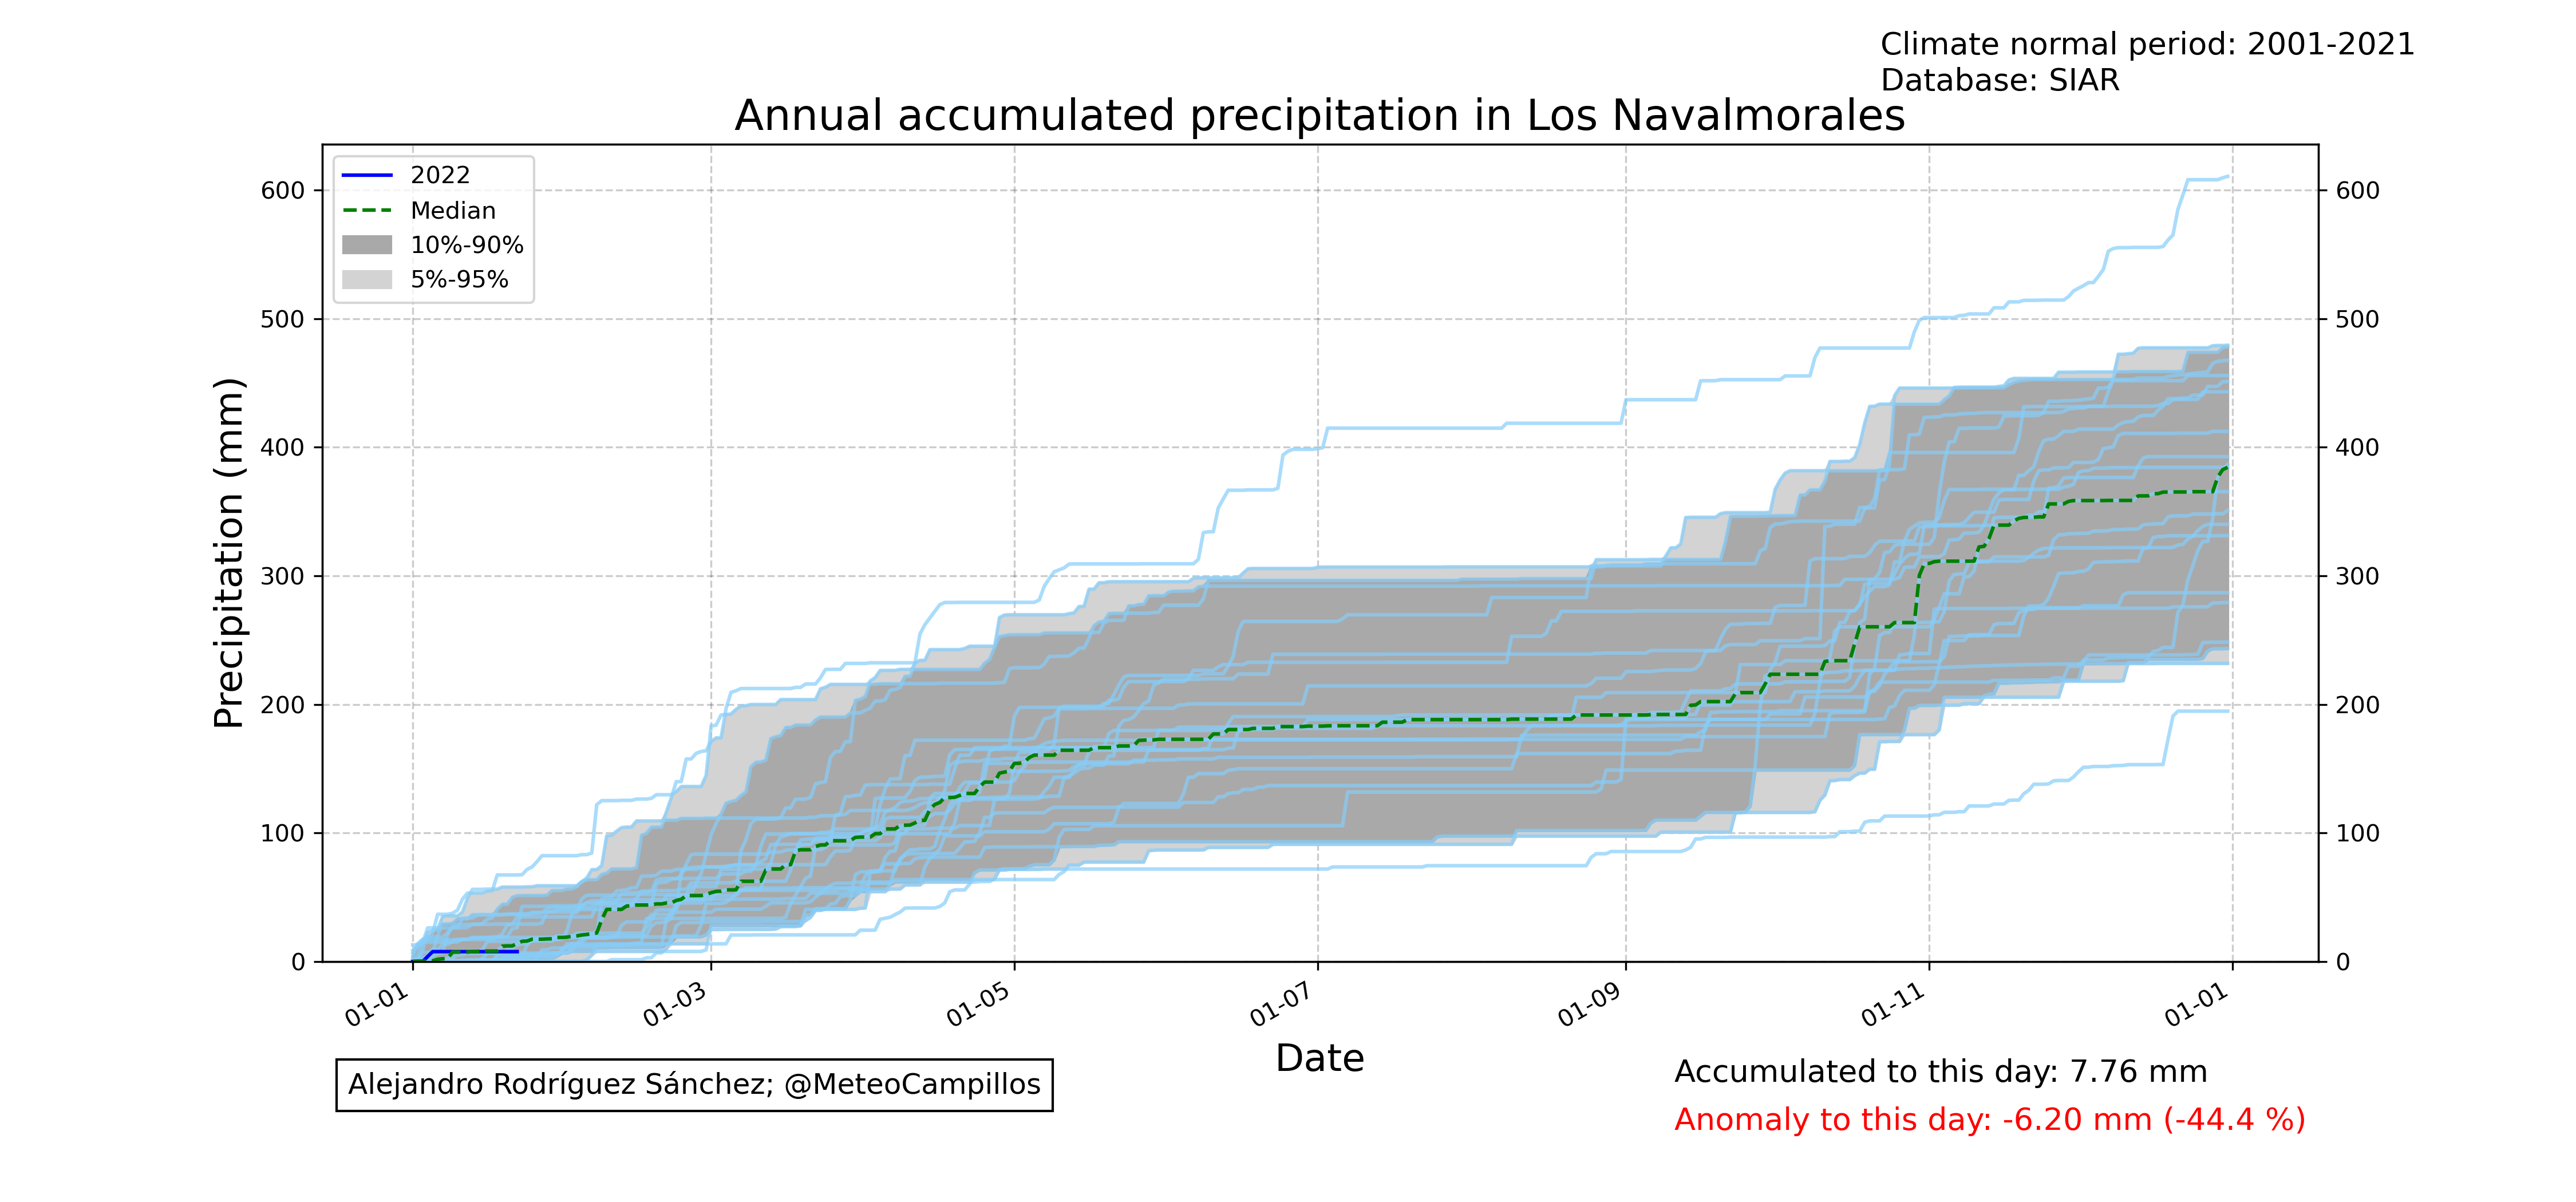 Climate normal period: 2001-2021
Database: SIAR
Annual accumulated precipitation in Los Navalmorales
2022
Median
10%-90%
5%-95%
Precipitation (mm)
600
500
400
300
200
100
0
600
500
400
300
200
100
0
01-01
01-03
01-05
01-07
01-09
01-11
01-01
Date
Alejandro Rodríguez Sánchez; @MeteoCampillos
Accumulated to this day: 7.76 mm
Anomaly to this day: -6.20 mm (-44.4 %)